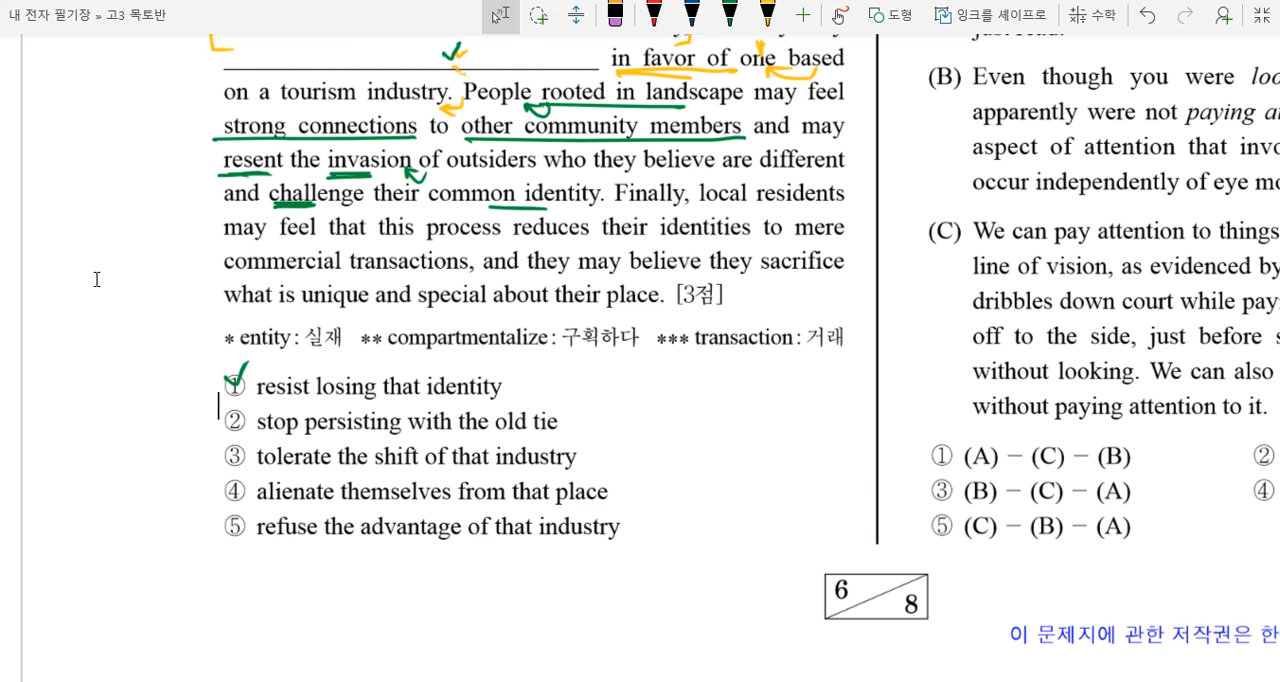 내 전자 필기장 » 고3 목토반
도형
잉크를 셰이프로
수학
in favor of one based
on a tourism industry. People rooted in landscape may feel
strong connections to other community members and may
resent the invasion of outsiders who they believe are different
and challenge their common identity. Finally, local residents
may feel that this process reduces their identities to mere
commercial transactions, and they may believe they sacrifice
what is unique and special about their place. [3점]
* entity: 실재 ** compartmentalize: 구획하다 *** transaction: 거래
① resist losing that identity
② stop persisting with the old tie
③ tolerate the shift of that industry
④ alienate themselves from that place
⑤ refuse the advantage of that industry
(B) Even though you were
apparently were not paying
aspect of attention that
occur independently of eye
(C) We can pay attention to things
line of vision, as evidenced by
dribbles down court while
off to the side, just before
without looking. We can also
without paying attention to it.
① (A) − (C) − (B)
②
③ (B) − (C) − (A)
④
⑤ (C) − (B) − (A)
6
8
이 문제지에 관한 저작권은